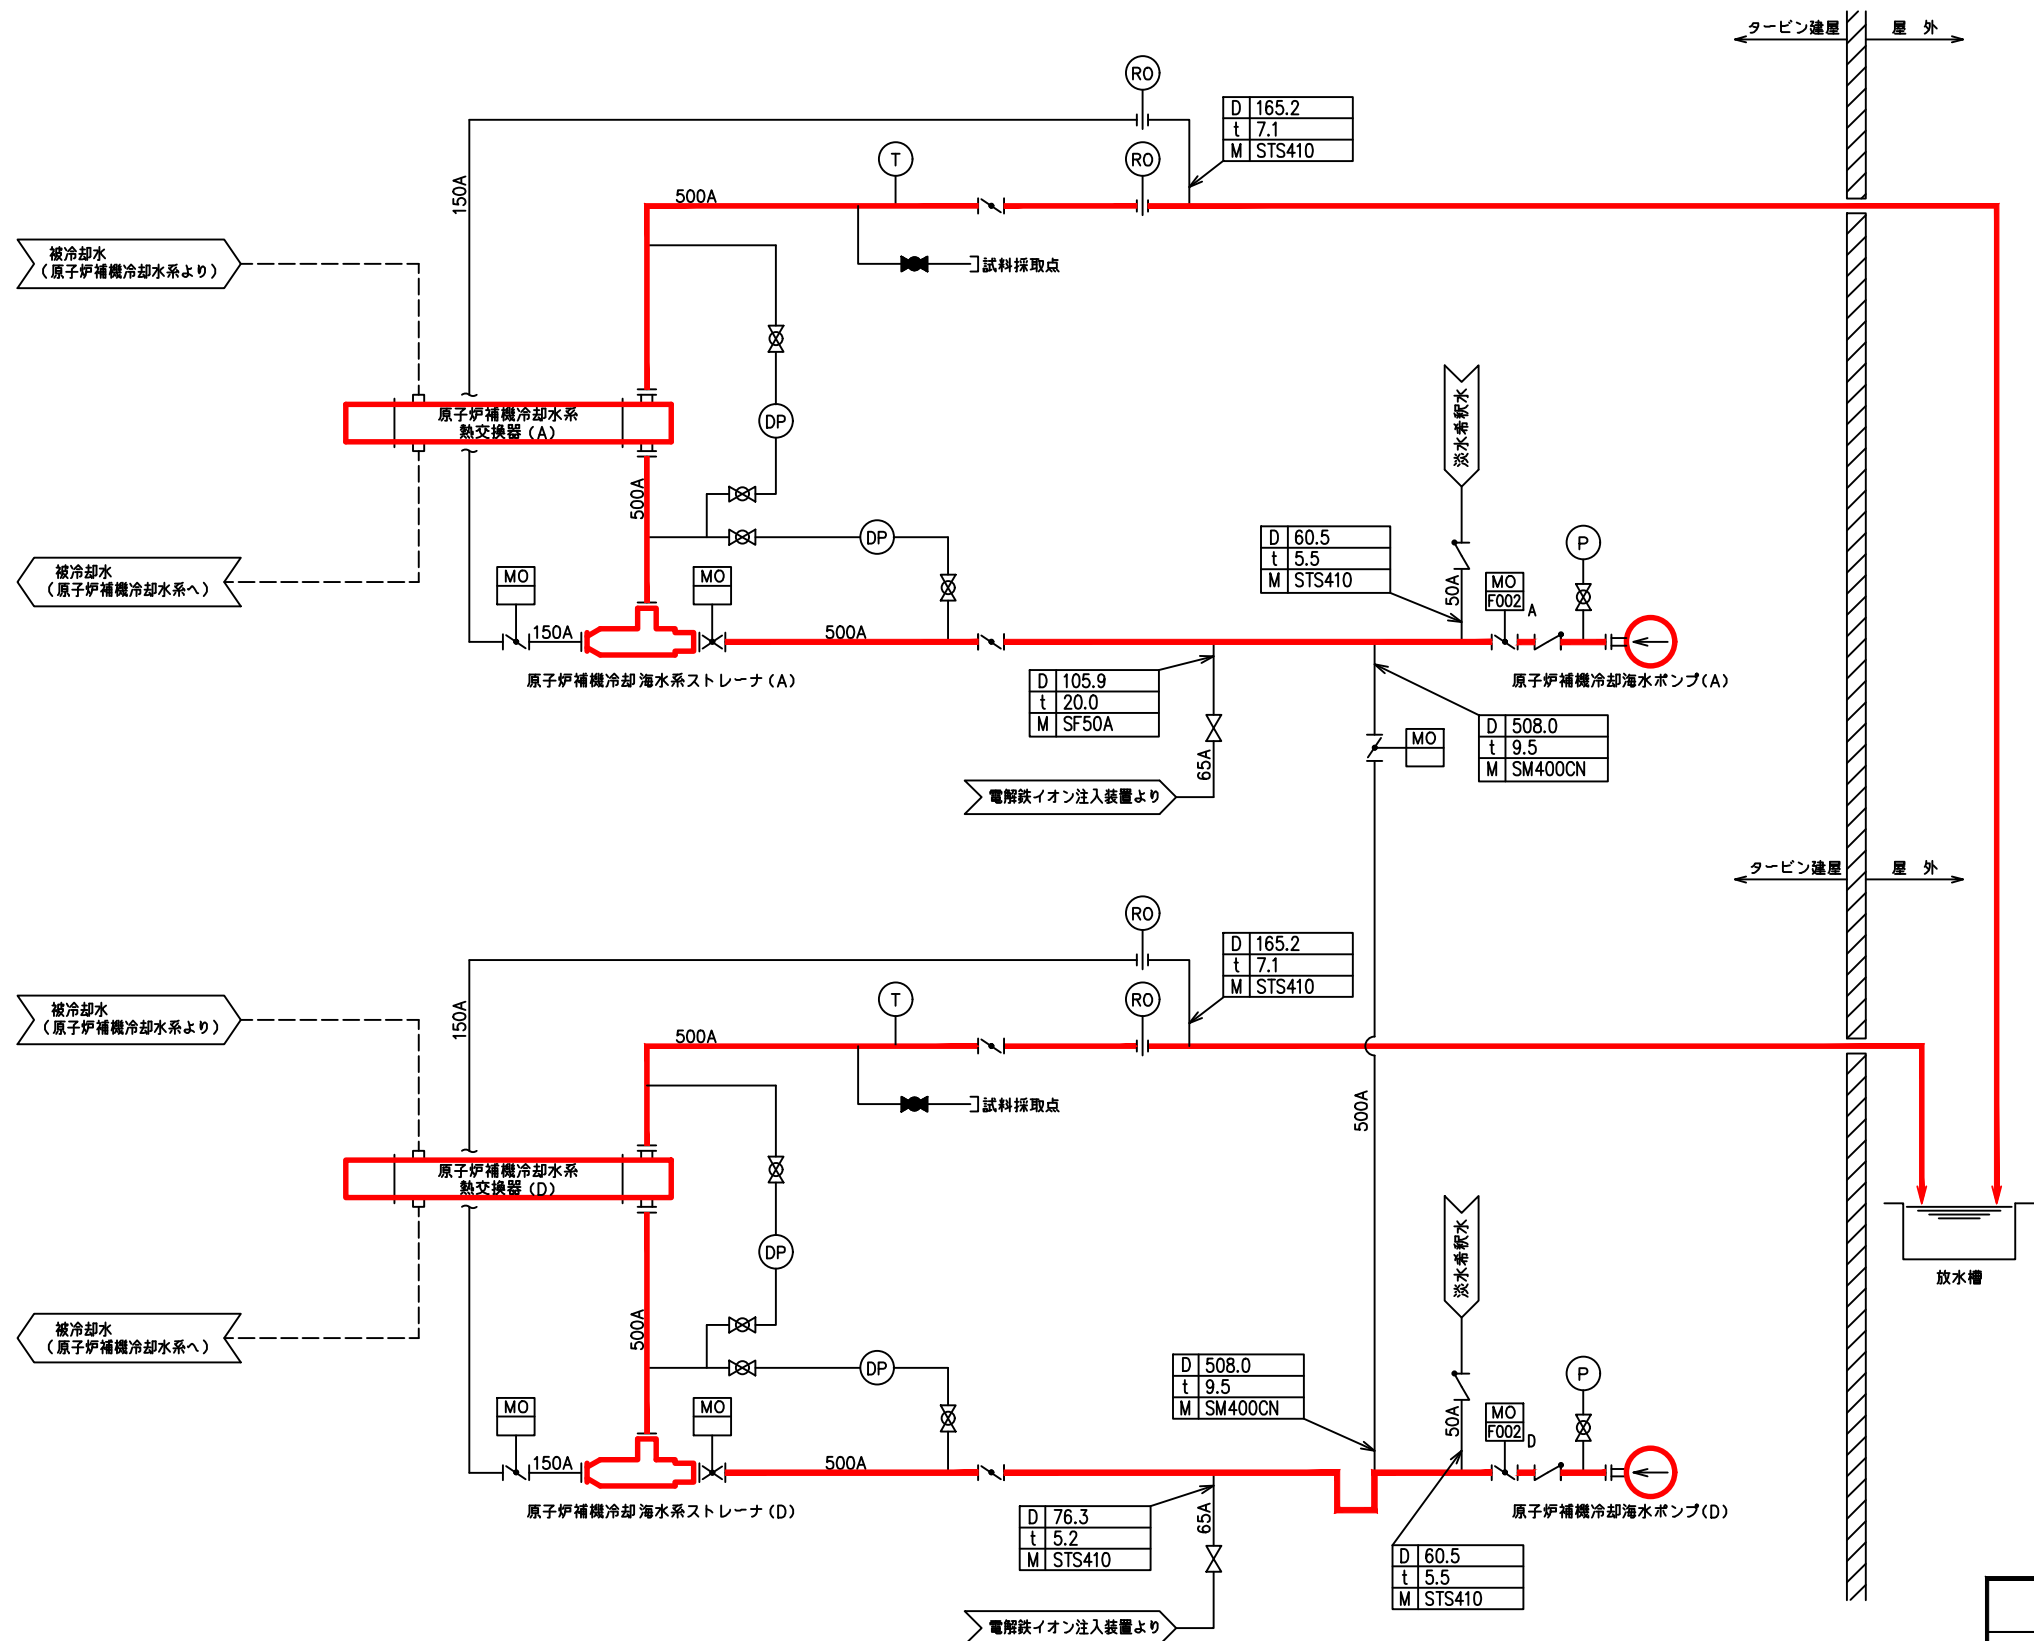 タービン建屋
屋 外
RO
D 165.2
t 7.1
M STS410
T
RO
500A
150A
被冷却水
(原子炉補機冷却水系より)
試料採取点
原子炉補機冷却水系
熱交換器(A)
DP
淡水希釈水
500A
DP
D 60.5
t 5.5
M STS410
P
被冷却水
(原子炉補機冷却水系へ)
MO
MO
50A
MO
F002
A
150A
500A
原子炉補機冷却海水系ストレーナ(A)
原子炉補機冷却海水ポンプ(A)
D 105.9
t 20.0
M SF50A
D 508.0
t 9.5
M SM400CN
MO
65A
電解鉄イオン注入装置より
タービン建屋
屋 外
RO
D 165.2
t 7.1
M STS410
T
RO
500A
150A
被冷却水
(原子炉補機冷却水系より)
試料採取点
500A
原子炉補機冷却水系
熱交換器(D)
DP
淡水希釈水
放水槽
被冷却水
(原子炉補機冷却水系へ)
500A
DP
D 508.0
t 9.5
M SM400CN
P
MO
MO
50A
MO
F002
D
150A
500A
原子炉補機冷却海水系ストレーナ(D)
原子炉補機冷却海水ポンプ(D)
D 76.3
t 5.2
M STS410
65A
D 60.5
t 5.5
M STS410
電解鉄イオン注入装置より